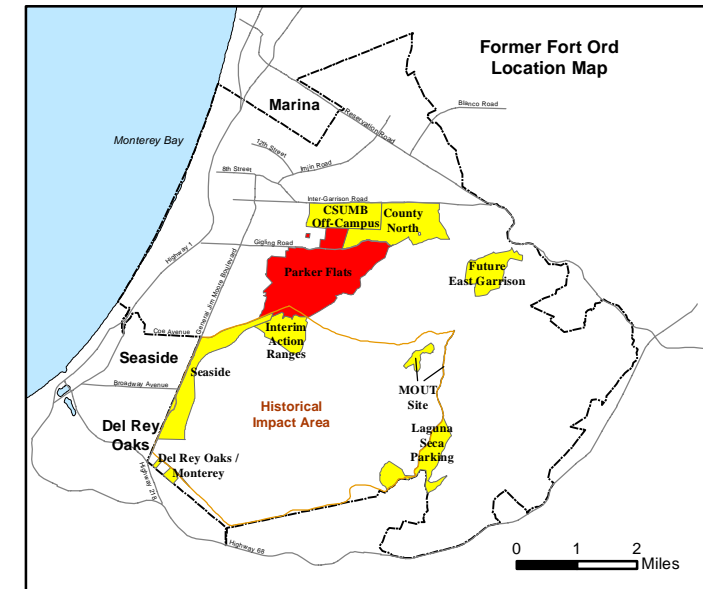 Former Fort Ord
Location Map
Marina
Blanco Road
Reservation Road
Monterey Bay
12th Street
8th Street
Imjin Road
Inter-Garrison Road
CSUMB
Off-Campus
County
North
Highway 1
Gigling Road
General Jim Moore Boulevard
Parker Flats
Future
East Garrison
Coe Avenue
Interim
Action
Ranges
Seaside
Seaside
Broadway Avenue
MOUT
Site
Historical
Impact Area
Del Rey
Oaks
Laguna
Seca
Parking
Del Rey Oaks /
Monterey
Highway 218
Highway 68
0 1 2
Miles